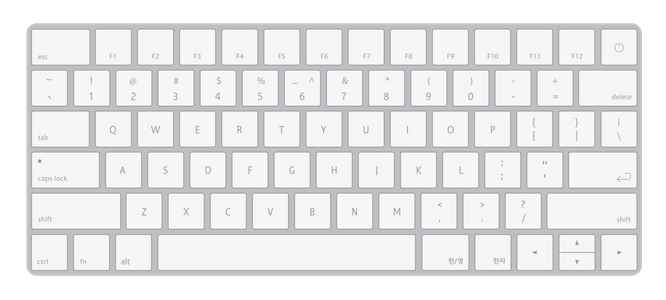 esc F1 F2 F3 F4 F5 F6 F7 F8 F9 F10 F11 F12
~ ! @ # $ % ... ^ & * ( ) - +
` 1 2 3 4 5 6 7 8 9 0 - = delete
tab Q W E R T Y U I O P { [ } ] | \
caps lock A S D F G H J K L : ; " ' 
shift Z X C V B N M < , > . ? / shift
ctrl fn alt 한/영 한자 ◄ ▲ ▼ ►